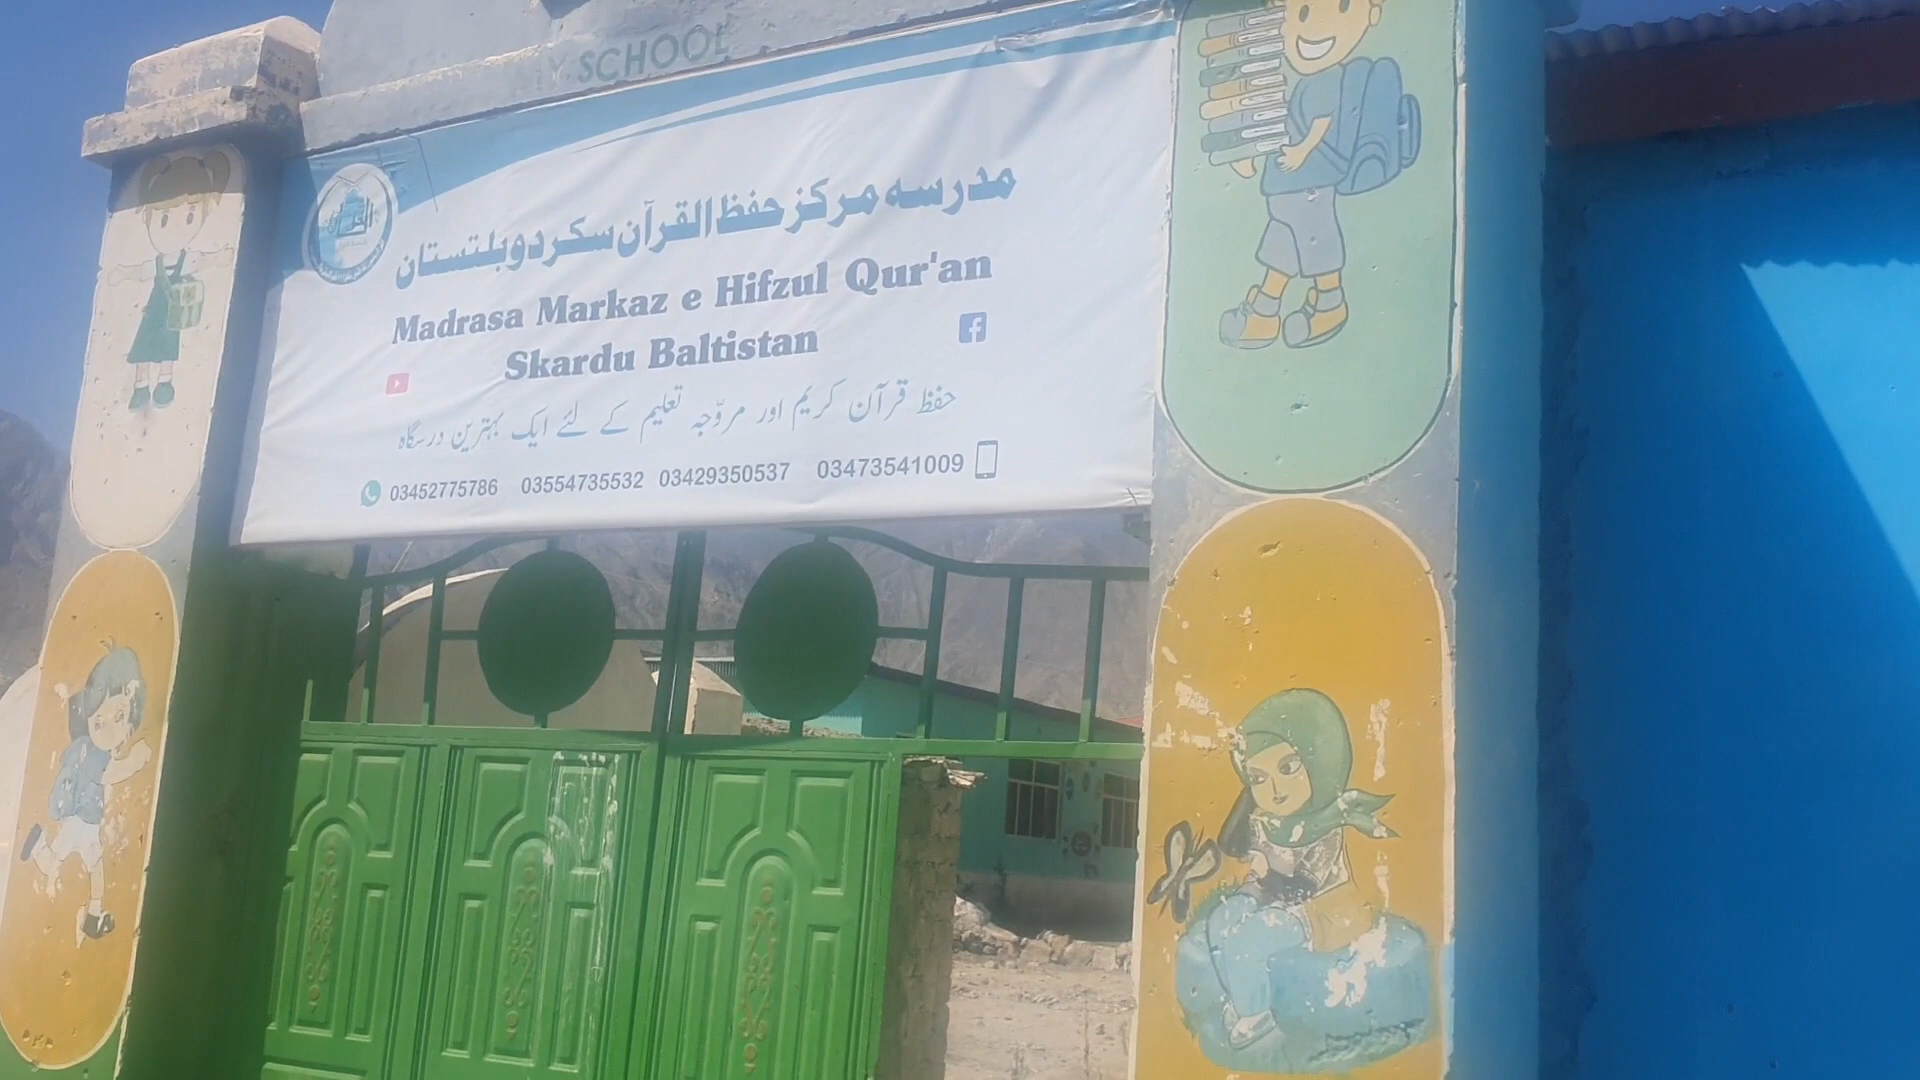 SCHOOL
مدرسہ مرکز حفظ القرآن سکردو بلتستان
Madrasa Markaz e Hifzul Qur'an
Skardu Baltistan
حفظ قرآن کریم اور مروّجہ تعلیم کے لئے ایک بہترین درسگاہ
03452775786 03554735532 03429350537 03473541009